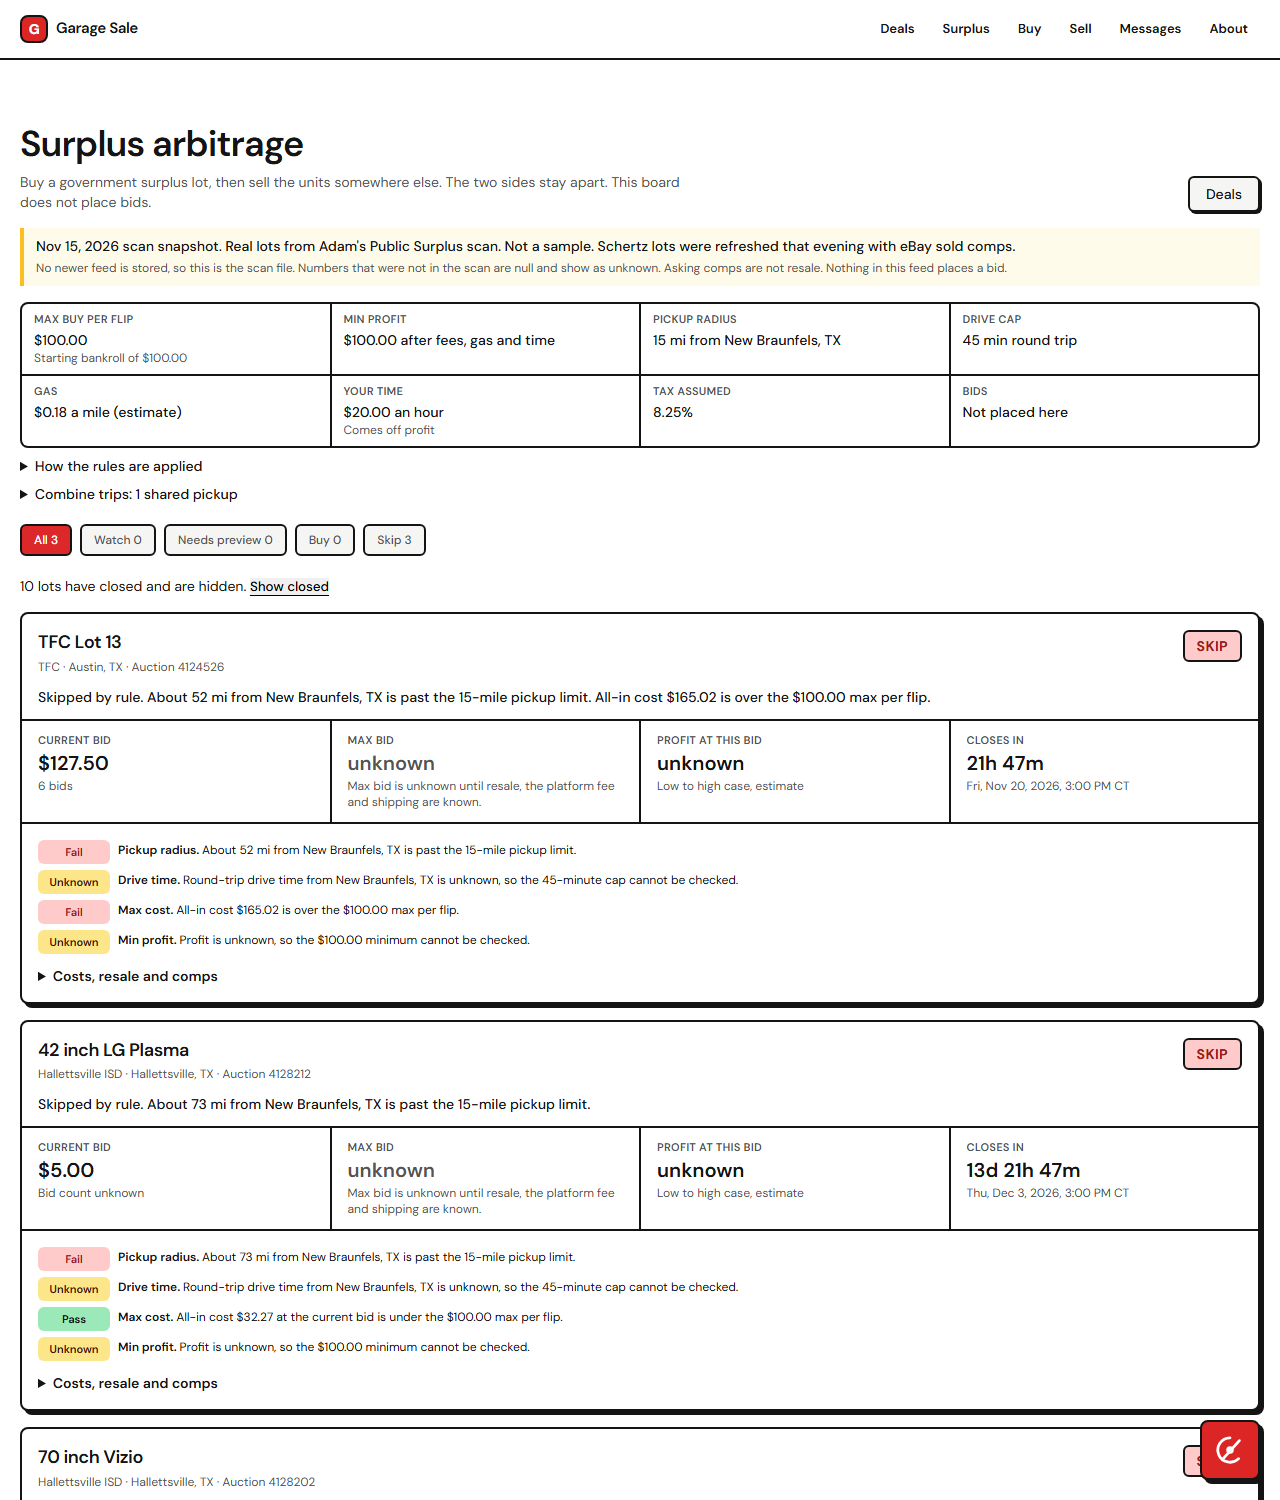 G Garage Sale
Deals Surplus Buy Sell Messages About
Surplus arbitrage
Buy a government surplus lot, then sell the units somewhere else. The two sides stay apart. This board
does not place bids.
Deals
Nov 15, 2026 scan snapshot. Real lots from Adam's Public Surplus scan. Not a sample. Schertz lots were refreshed that evening with eBay sold comps.
No newer feed is stored, so this is the scan file. Numbers that were not in the scan are null and show as unknown. Asking comps are not resale. Nothing in this feed places a bid.
MAX BUY PER FLIP
$100.00
Starting bankroll of $100.00
MIN PROFIT
$100.00 after fees, gas and time
PICKUP RADIUS
15 mi from New Braunfels, TX
DRIVE CAP
45 min round trip
GAS
$0.18 a mile (estimate)
YOUR TIME
$20.00 an hour
Comes off profit
TAX ASSUMED
8.25%
BIDS
Not placed here
How the rules are applied
Combine trips: 1 shared pickup
All 3 Watch 0 Needs preview 0 Buy 0 Skip 3
10 lots have closed and are hidden. Show closed
TFC Lot 13
SKIP
TFC · Austin, TX · Auction 4124526
Skipped by rule. About 52 mi from New Braunfels, TX is past the 15-mile pickup limit. All-in cost $165.02 is over the $100.00 max per flip.
CURRENT BID
$127.50
6 bids
MAX BID
unknown
Max bid is unknown until resale, the platform fee
and shipping are known.
PROFIT AT THIS BID
unknown
Low to high case, estimate
CLOSES IN
21h 47m
Fri, Nov 20, 2026, 3:00 PM CT
Fail Pickup radius. About 52 mi from New Braunfels, TX is past the 15-mile pickup limit.
Unknown Drive time. Round-trip drive time from New Braunfels, TX is unknown, so the 45-minute cap cannot be checked.
Fail Max cost. All-in cost $165.02 is over the $100.00 max per flip.
Unknown Min profit. Profit is unknown, so the $100.00 minimum cannot be checked.
Costs, resale and comps
42 inch LG Plasma
SKIP
Hallettsville ISD · Hallettsville, TX · Auction 4128212
Skipped by rule. About 73 mi from New Braunfels, TX is past the 15-mile pickup limit.
CURRENT BID
$5.00
Bid count unknown
MAX BID
unknown
Max bid is unknown until resale, the platform fee
and shipping are known.
PROFIT AT THIS BID
unknown
Low to high case, estimate
CLOSES IN
13d 21h 47m
Thu, Dec 3, 2026, 3:00 PM CT
Fail Pickup radius. About 73 mi from New Braunfels, TX is past the 15-mile pickup limit.
Unknown Drive time. Round-trip drive time from New Braunfels, TX is unknown, so the 45-minute cap cannot be checked.
Pass Max cost. All-in cost $32.27 at the current bid is under the $100.00 max per flip.
Unknown Min profit. Profit is unknown, so the $100.00 minimum cannot be checked.
Costs, resale and comps
70 inch Vizio
Hallettsville ISD · Hallettsville, TX · Auction 4128202